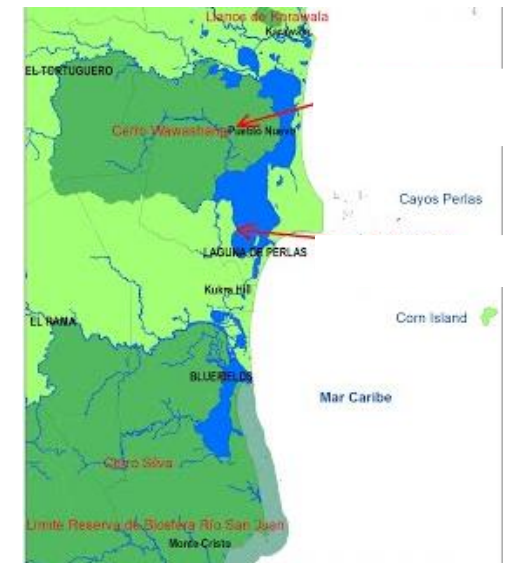 Llanos de Karawala
Karawala
EL TORTUGUERO
Cerro Wawashang
Pueblo Nuevo
Cayos Perlas
LAGUNA DE PERLAS
Kukra Hill
Corn Island
EL RAMA
BLUEFIELDS
Mar Caribe
Cerro Silva
Limite Reserva de Biosfera Río San Juan
Monte Cristo